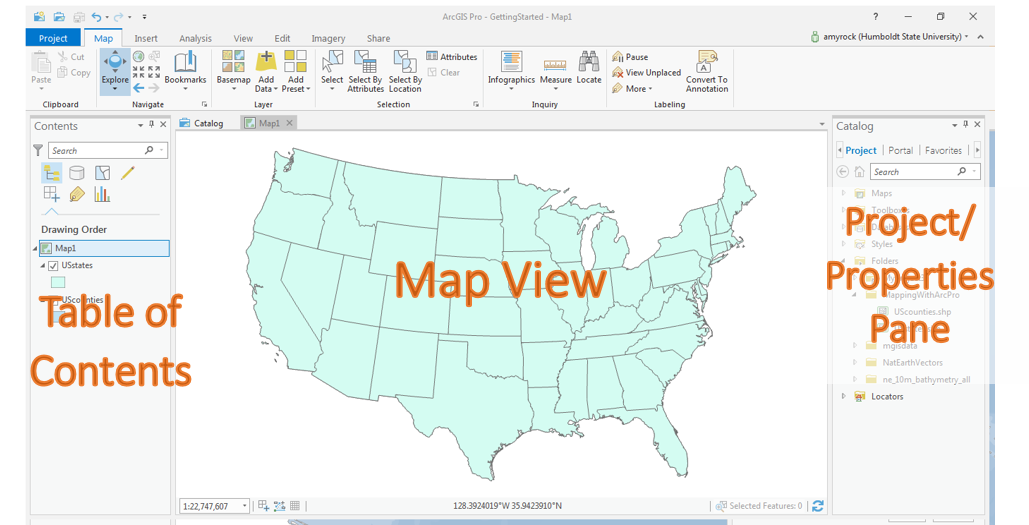 ArcGIS Pro - GettingStarted - Map1
?
Project Map Insert Analysis View Edit Imagery Share
amyrock (Humboldt State University)
Paste
Cut
Copy
Clipboard
Explore
Bookmarks
Navigate
Basemap
Add Data
Add Preset
Layer
Select
Select By Attributes
Select By Location
Attributes
Clear
Selection
Infographics
Measure
Locate
Inquiry
Pause
View Unplaced
More
Convert To Annotation
Labeling
Contents
Search
Drawing Order
Map1
USstates
UScounties
Table of
Contents
Catalog
Map1
Map View
1:22,747,607
128.3924019°W 35.9423910°N
Selected Features: 0
Catalog
Project Portal Favorites
Search
Maps
Styles
Folders
MappingWithArcPro
UScounties.shp
mgisdata
NatEarthVectors
ne_10m_bathymetry_all
Locators
Project/
Properties
Pane